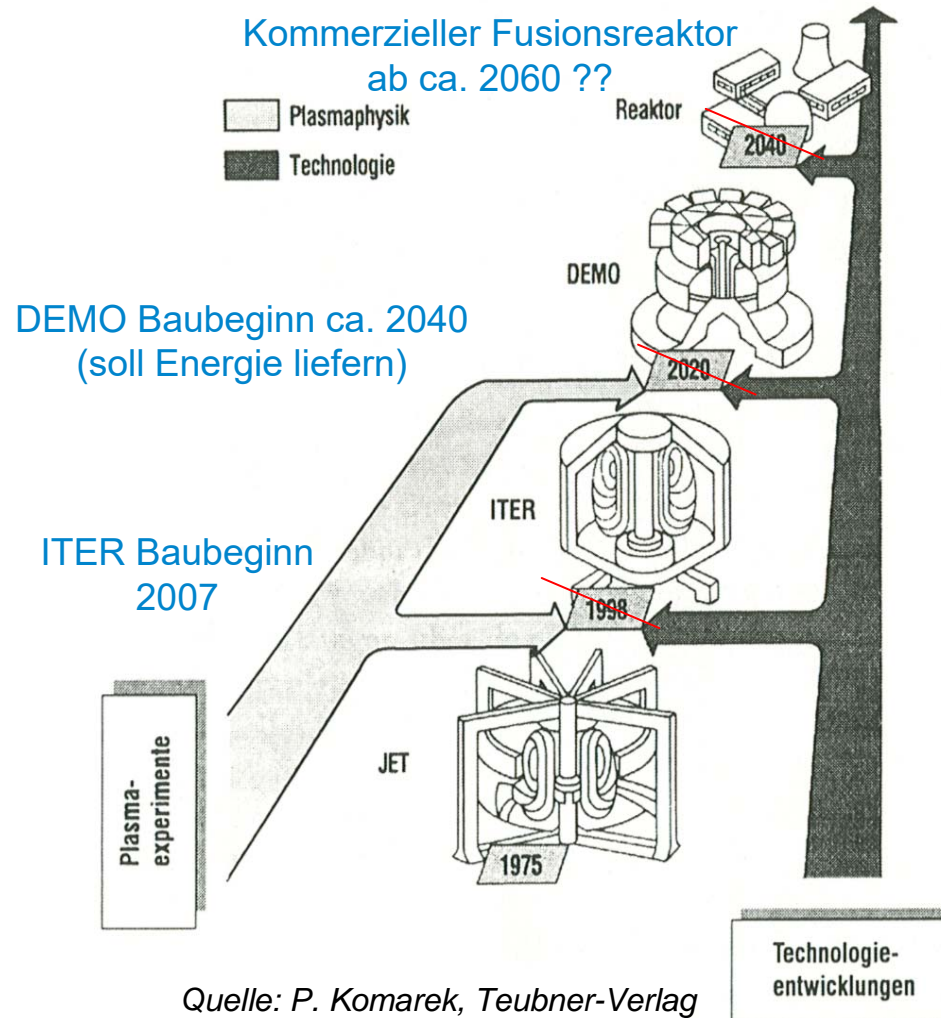 Kommerzieller Fusionsreaktor
ab ca. 2060 ??
Plasmaphysik
Technologie
Reaktor
2040
DEMO
DEMO Baubeginn ca. 2040
(soll Energie liefern)
2020
ITER
ITER Baubeginn
2007
1998
JET
Plasma-
experimente
1975
Technologie-
entwicklungen
Quelle: P. Komarek, Teubner-Verlag